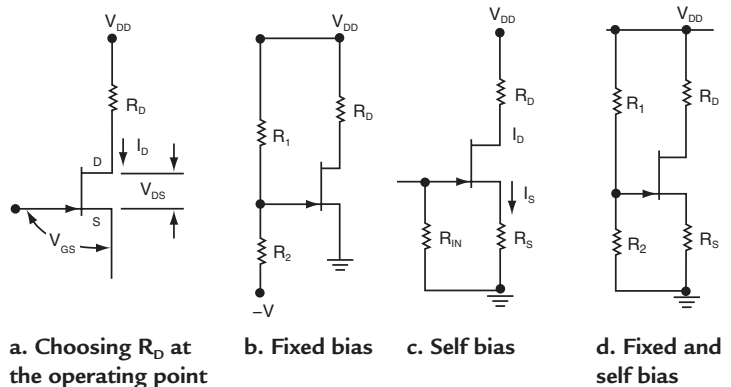 V_DD
R_D
I_D
D
V_DS
S
V_GS
V_DD
R_1
R_D
R_2
–V
V_DD
R_D
I_D
I_S
R_IN
R_S
V_DD
R_1
R_D
R_2
R_S
a. Choosing R_D at
the operating point
b. Fixed bias
c. Self bias
d. Fixed and
self bias